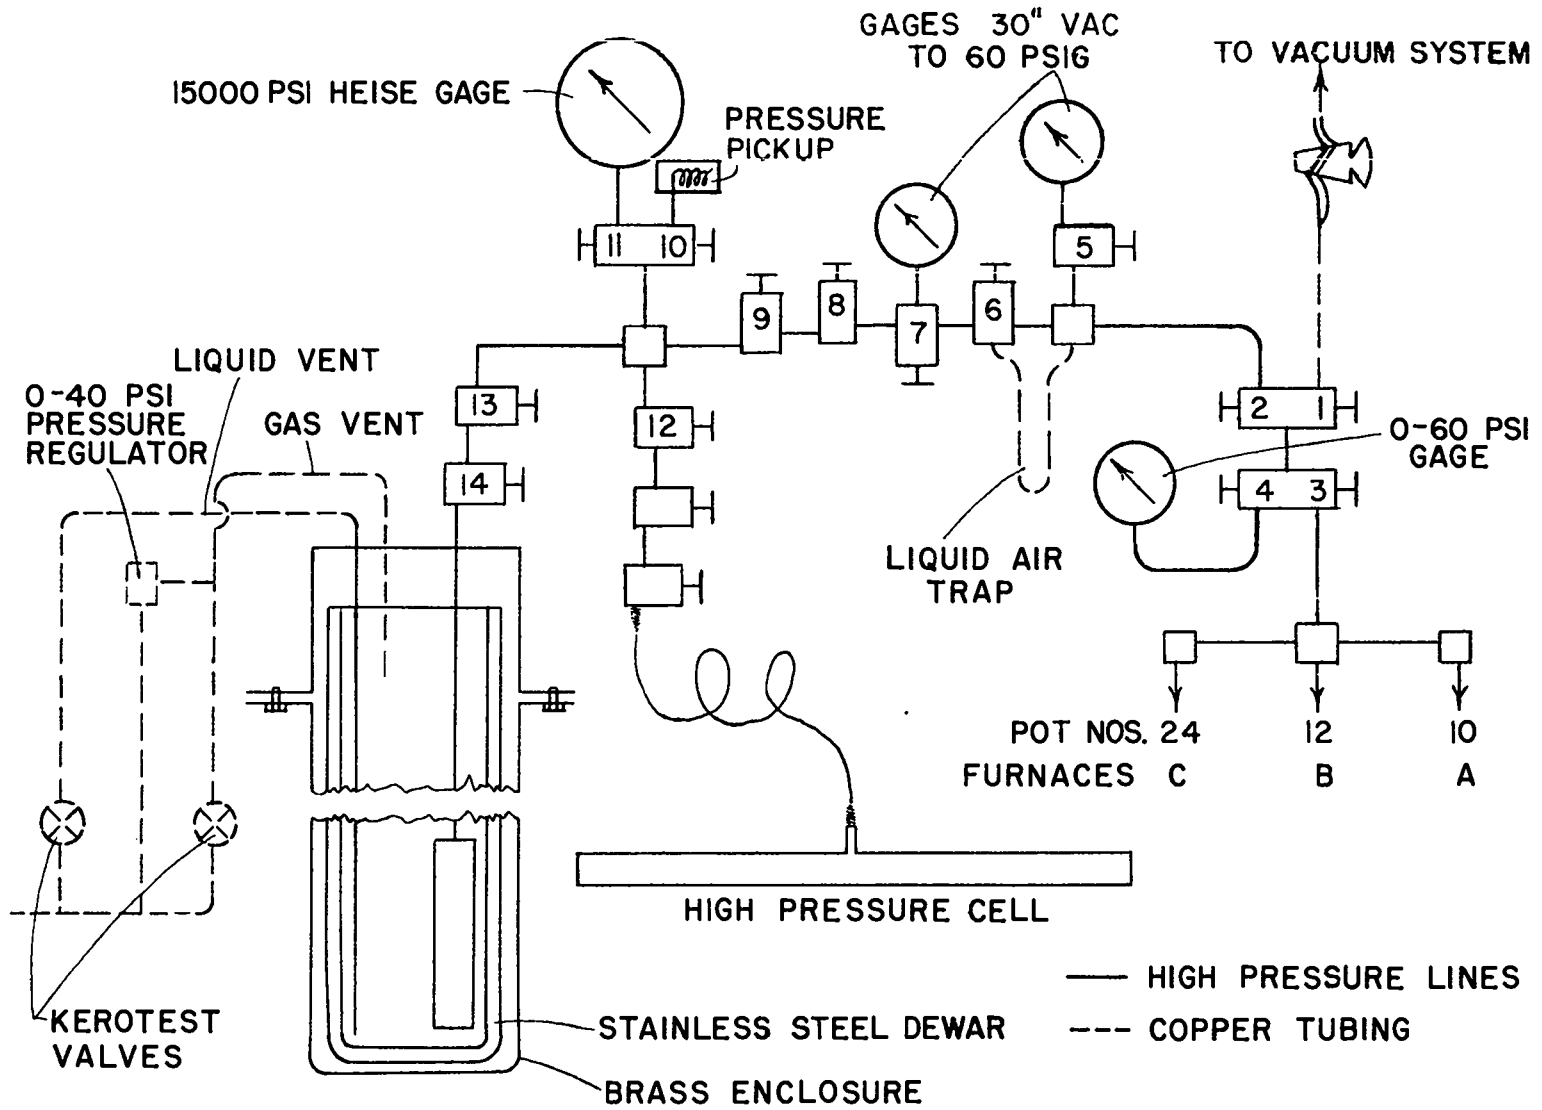 GAGES 30" VAC
TO 60 PSIG
TO VACUUM SYSTEM
15000 PSI HEISE GAGE
PRESSURE
PICKUP
11 10
5
9
8
7
6
LIQUID VENT
0-40 PSI
PRESSURE
REGULATOR
GAS VENT
13
14
12
2 1
4 3
0-60 PSI
GAGE
LIQUID AIR
TRAP
POT NOS. 24 12 10
FURNACES C B A
HIGH PRESSURE CELL
KEROTEST
VALVES
STAINLESS STEEL DEWAR
BRASS ENCLOSURE
HIGH PRESSURE LINES
COPPER TUBING